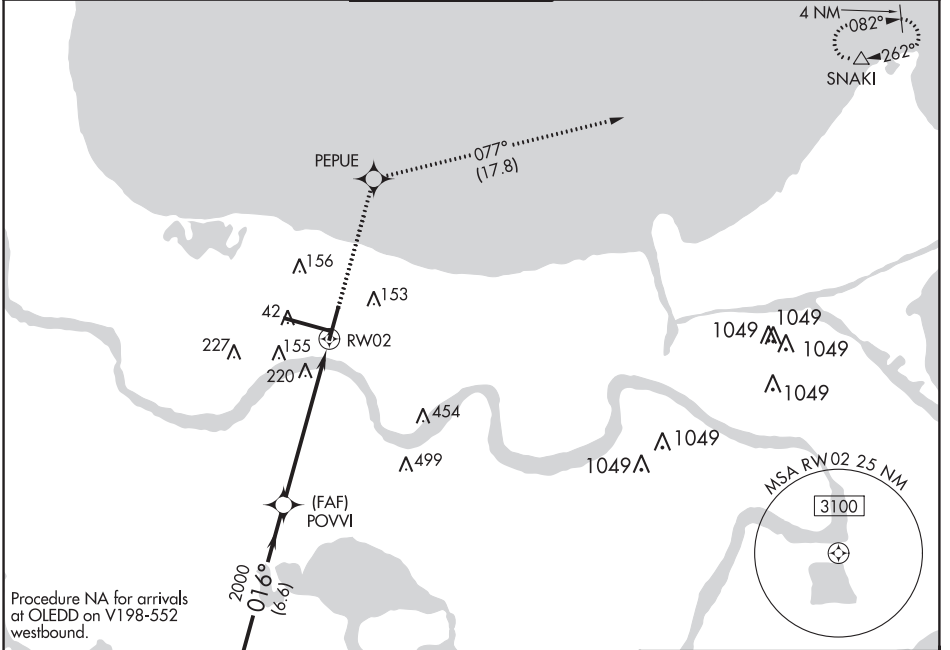 4 NM
082°
262°
SNAKI
PEPUE
077°
(17.8)
156
153
42
RW02
1049
1049
1049
227
155
220
1049
454
1049
499
1049
MSA RW 02 25 NM
3100
(FAF)
POVVI
2000
016°
(6.6)
Procedure NA for arrivals
at OLEDD on V198-552
westbound.